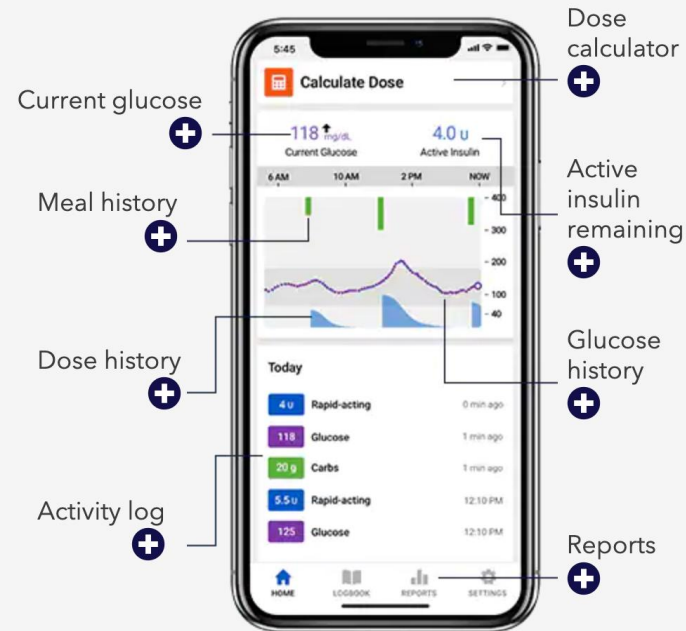 Dose
calculator
5:45
Calculate Dose
Current glucose
118 mg/dL
Current Glucose
4.0 u
Active Insulin
6 AM 10 AM 2 PM NOW
Meal history
Active
insulin
remaining
400
300
200
100
40
Dose history
Glucose
history
Today
4 u Rapid-acting 0 min ago
118 Glucose 1 min ago
20 g Carbs 1 min ago
5.5 u Rapid-acting 12:10 PM
125 Glucose 12:10 PM
Activity log
Reports
HOME LOGBOOK REPORTS SETTINGS